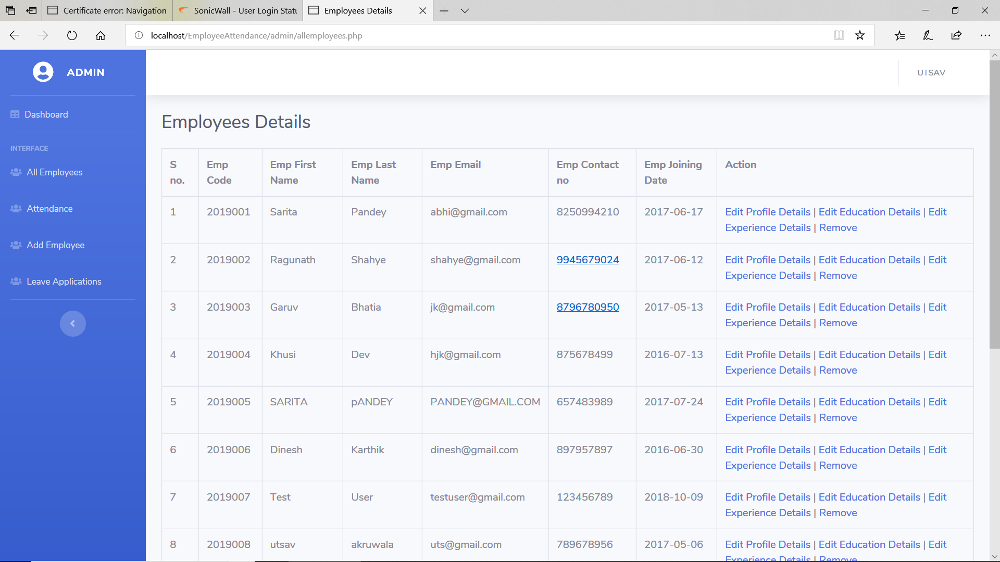 Certificate error: Navigation
SonicWall - User Login Statu
Employees Details
localhost/EmployeeAttendance/admin/allemployees.php
ADMIN
UTSAV
Dashboard
INTERFACE
All Employees
Attendance
Add Employee
Leave Applications
Employees Details
S no. Emp Code Emp First Name Emp Last Name Emp Email Emp Contact no Emp Joining Date Action
1 2019001 Sarita Pandey abhi@gmail.com 8250994210 2017-06-17 Edit Profile Details | Edit Education Details | Edit
Experience Details | Remove
2 2019002 Ragunath Shahye shahye@gmail.com 9945679024 2017-06-12 Edit Profile Details | Edit Education Details | Edit
Experience Details | Remove
3 2019003 Garuv Bhatia jk@gmail.com 8796780950 2017-05-13 Edit Profile Details | Edit Education Details | Edit
Experience Details | Remove
4 2019004 Khusi Dev hjk@gmail.com 875678499 2016-07-13 Edit Profile Details | Edit Education Details | Edit
Experience Details | Remove
5 2019005 SARITA pANDEY PANDEY@GMAIL.COM 657483989 2017-07-24 Edit Profile Details | Edit Education Details | Edit
Experience Details | Remove
6 2019006 Dinesh Karthik dinesh@gmail.com 897957897 2016-06-30 Edit Profile Details | Edit Education Details | Edit
Experience Details | Remove
7 2019007 Test User testuser@gmail.com 123456789 2018-10-09 Edit Profile Details | Edit Education Details | Edit
Experience Details | Remove
8 2019008 utsav akruwala uts@gmail.com 789678956 2017-05-06 Edit Profile Details | Edit Education Details | Edit
Experience Details | Remove